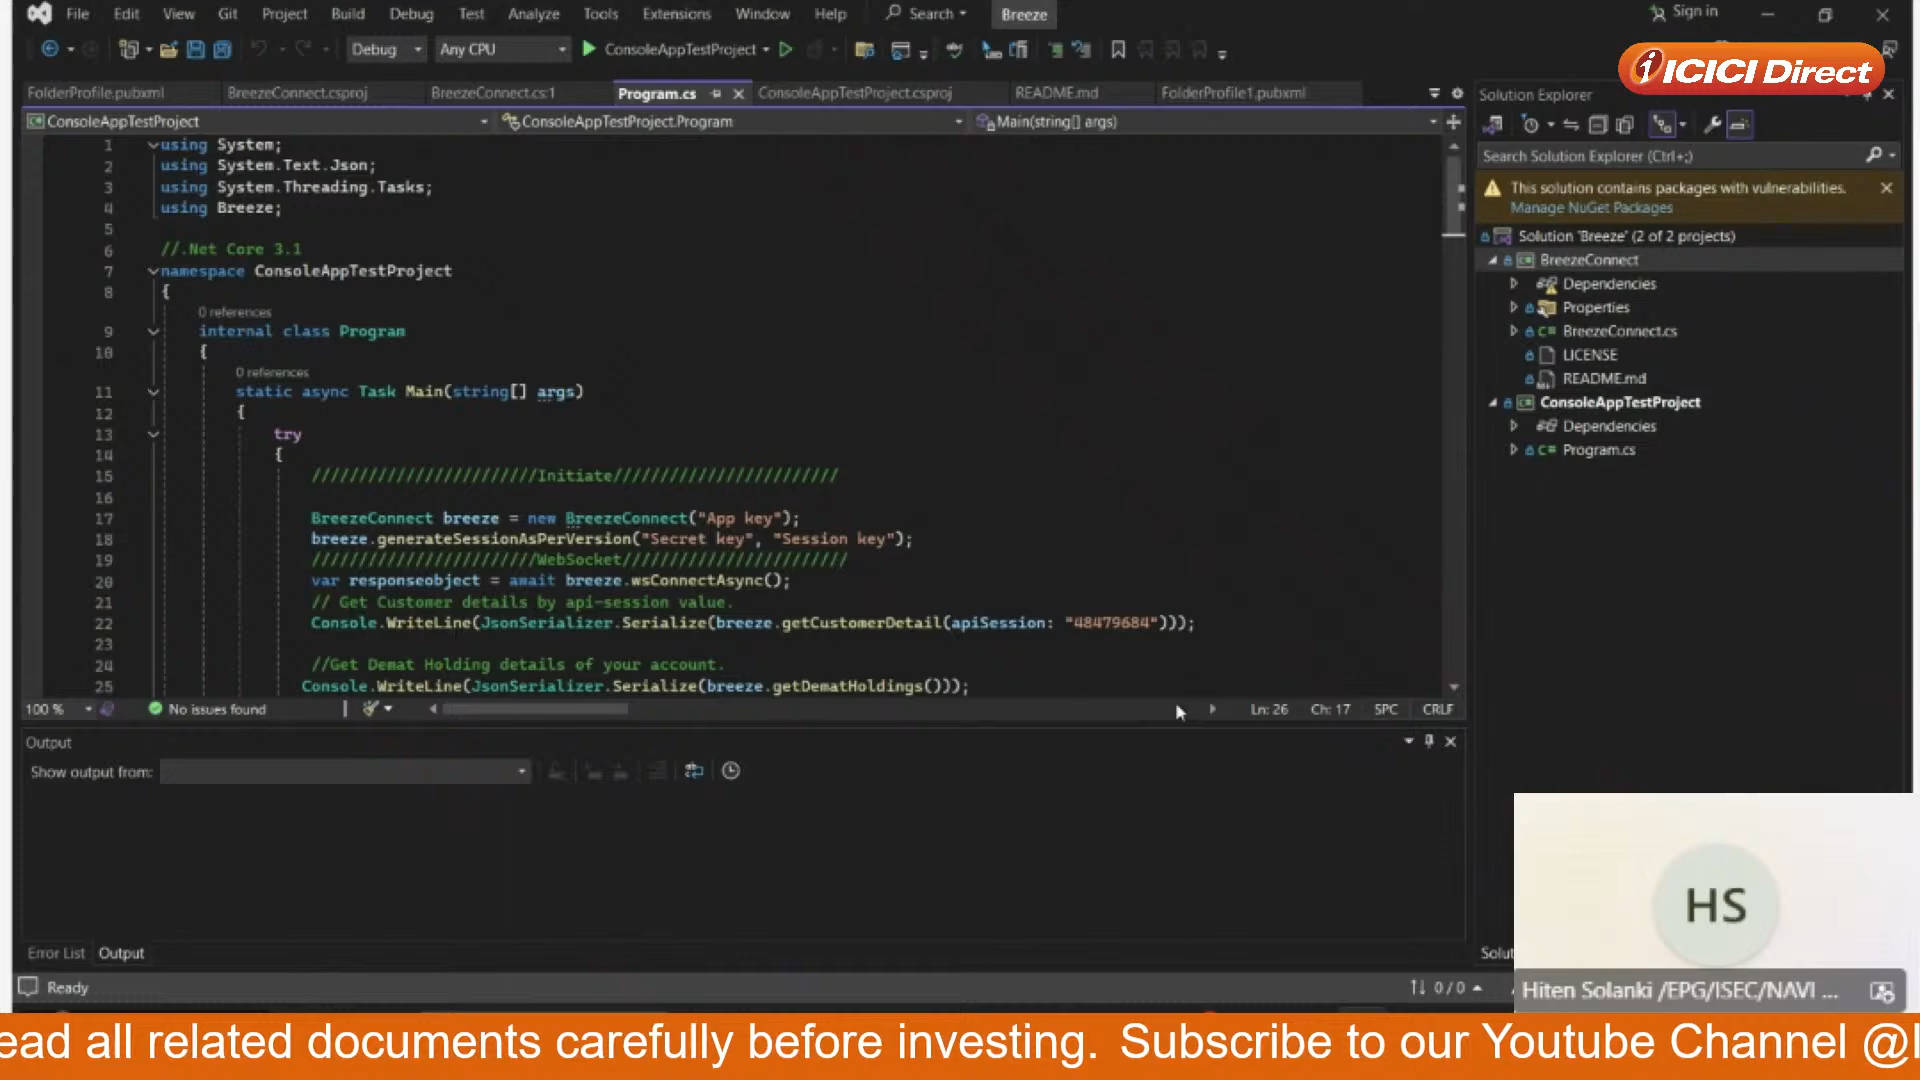 File Edit View Git Project Build Debug Test Analyze Tools Extensions Window Help Search Breeze Sign in
Debug Any CPU ConsoleAppTestProject
ICICI Direct
FolderProfile.pubxml BreezeConnect.csproj BreezeConnect.cs:1 Program.cs ConsoleAppTestProject.csproj README.md FolderProfile1.pubxml
ConsoleAppTestProject ConsoleAppTestProject.Program Main(string[] args)
1 using System;
2 using System.Text.Json;
3 using System.Threading.Tasks;
4 using Breeze;
5
6 //.Net Core 3.1
7 namespace ConsoleAppTestProject
8 {
0 references
9 internal class Program
10 {
0 references
11 static async Task Main(string[] args)
12 {
13 try
14 {
15 ////////////////////////Initiate////////////////////////
16
17 BreezeConnect breeze = new BreezeConnect("App key");
18 breeze.generateSessionAsPerVersion("Secret key", "Session key");
19 ////////////////////////WebSocket////////////////////////
20 var responseobject = await breeze.wsConnectAsync();
21 // Get Customer details by api-session value.
22 Console.WriteLine(JsonSerializer.Serialize(breeze.getCustomerDetail(apiSession: "48479684")));
23
24 //Get Demat Holding details of your account.
25 Console.WriteLine(JsonSerializer.Serialize(breeze.getDematHoldings()));
100 % No issues found Ln: 26 Ch: 17 SPC CRLF
Output
Show output from:
Error List Output
Ready
0 / 0
Solution Explorer
Search Solution Explorer (Ctrl+;)
This solution contains packages with vulnerabilities.
Manage NuGet Packages
Solution 'Breeze' (2 of 2 projects)
BreezeConnect
Dependencies
Properties
BreezeConnect.cs
LICENSE
README.md
ConsoleAppTestProject
Dependencies
Program.cs
Solut
HS
Hiten Solanki /EPG/ISEC/NAVI ...
ead all related documents carefully before investing. Subscribe to our Youtube Channel @